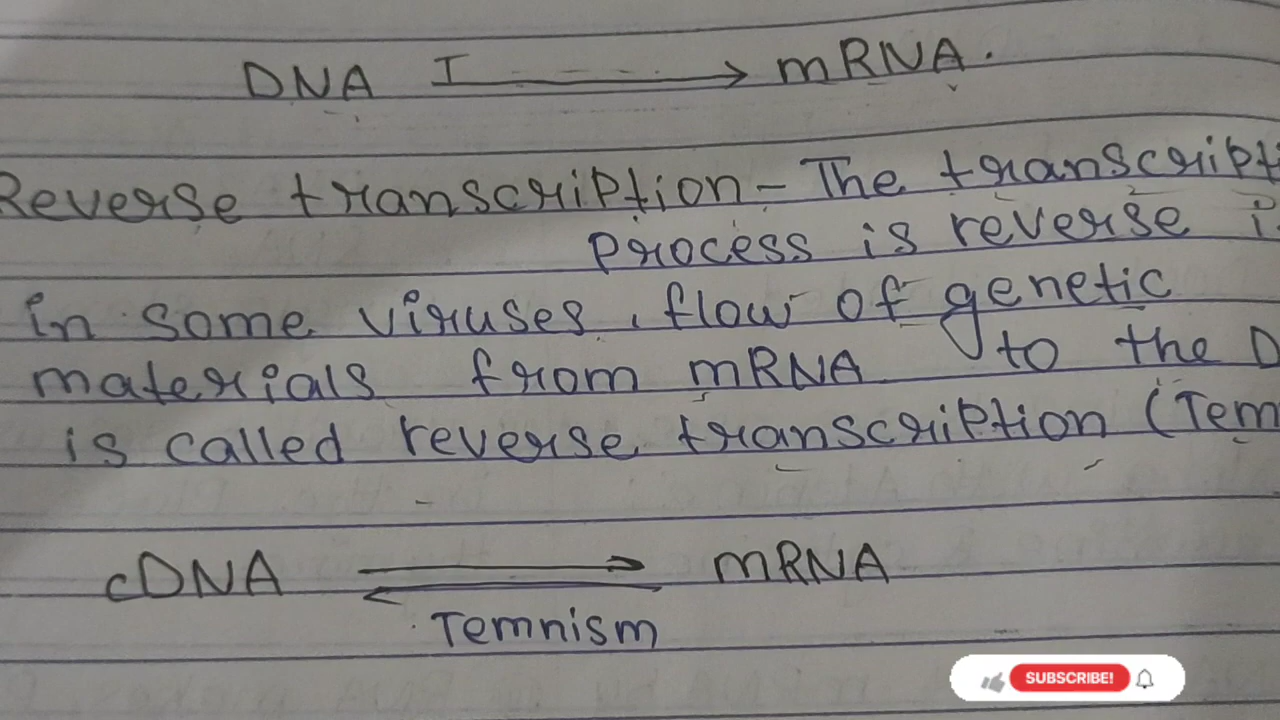 DNA I → mRNA.
Reverse transcription - The transcript
process is reverse i
in some viruses, flow of genetic
materials from mRNA to the D
is called reverse transcription (Tem
cDNA ⇌ mRNA
Temnism
SUBSCRIBE!